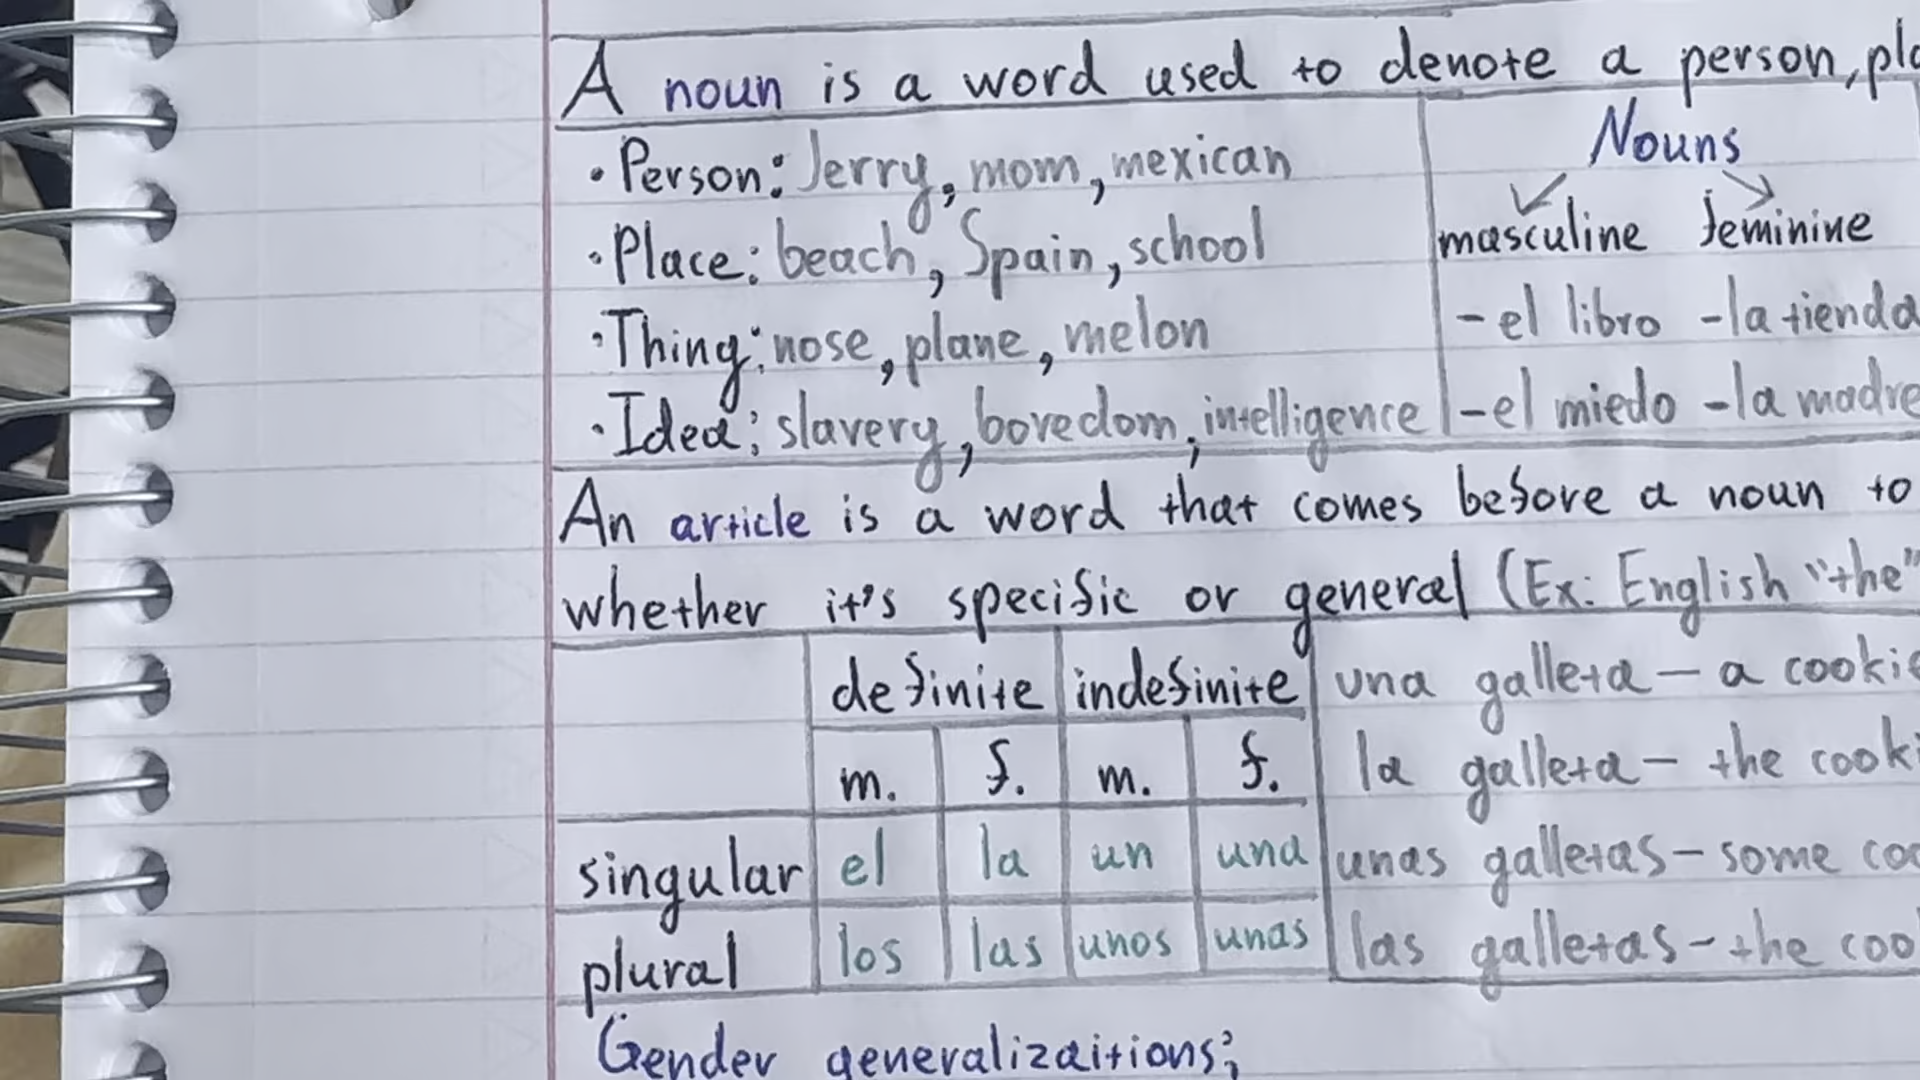 A noun is a word used to denote a person,
Nouns
• Person: Jerry, mom, mexican
masculine feminine
• Place: beach, Spain, school
- el libro - la tienda
• Thing: nose, plane, melon
- el miedo - la madre
• Idea: slavery, boredom, intelligence
An article is a word that comes before a noun to
whether it's specific or general (Ex: English "the"
definite indefinite una galleta – a cookie
m. f. m. f. la galleta – the
singular el la un una unas galletas – some
plural los las unos unas las galletas – the
Gender generalizaitions: